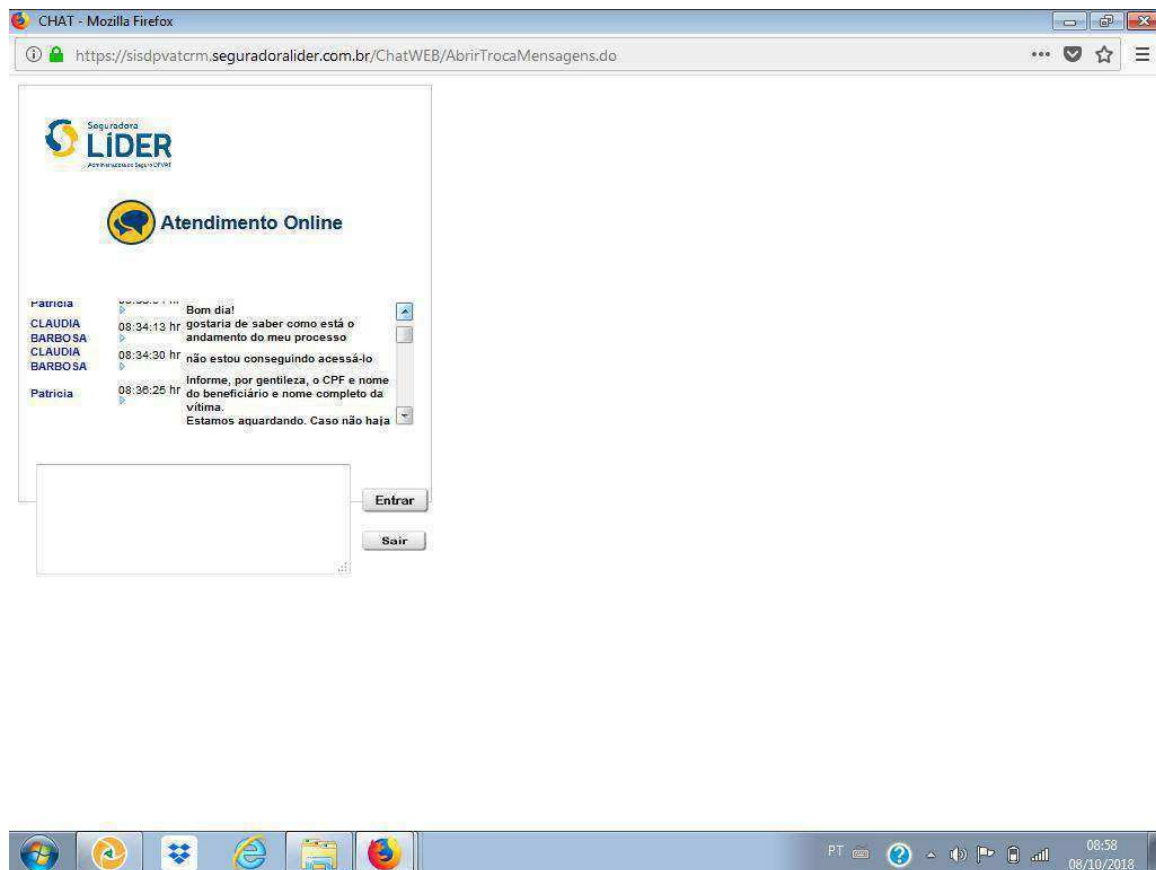 CHAT - Mozilla Firefox
https://sisdpvatcrm.seguradoralider.com.br/ChatWEB/AbrirTrocaMensagens.do
Seguradora
LÍDER
Atendimento Online
Patricia
Bom dia!
CLAUDIA BARBOSA 08:34:13 hr gostaria de saber como está o
andamento do meu processo
CLAUDIA BARBOSA 08:34:30 hr não estou conseguindo acessá-lo
Patricia 08:36:25 hr Informe, por gentileza, o CPF e nome
do beneficiário e nome completo da
vítima.
Estamos aguardando. Caso não haja
Entrar
Sair
PT
08:58
08/10/2018